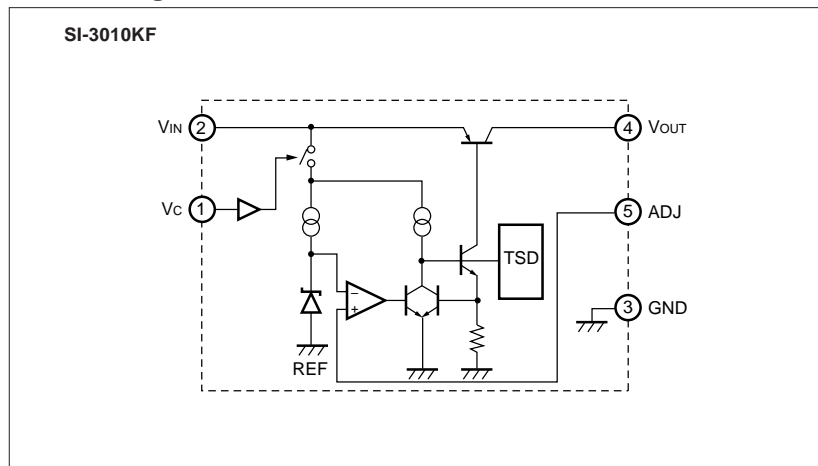 SI-3010KF
VIN 2
4 VOUT
VC 1
5 ADJ
TSD
– 
+
3 GND
REF